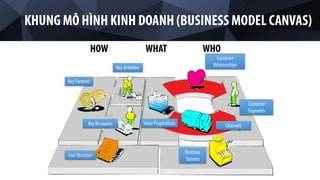 KHUNG MÔ HÌNH KINH DOANH (BUSINESS MODEL CANVAS)
HOW WHAT WHO
Customer
Relationships
Key Activities
Key Partners
Customer
Segments
Key Resource
Value Propositions
Channels
Cost Structure
Revenue
Streams